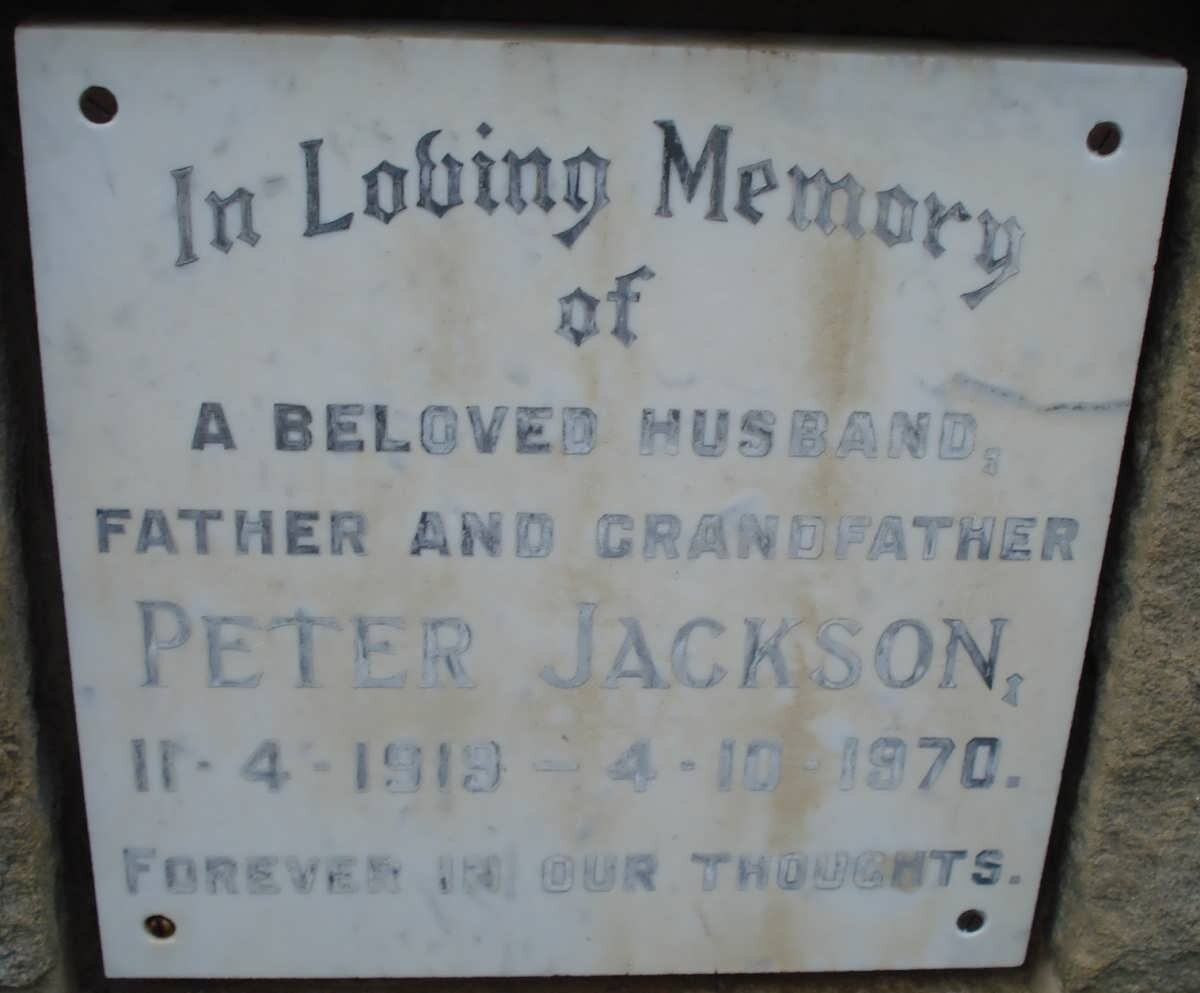 In Loving Memory
of
A BELOVED HUSBAND,
FATHER AND GRANDFATHER
PETER JACKSON,
11 - 4 - 1919 — 4 - 10 - 1970.
FOREVER IN OUR THOUGHTS.